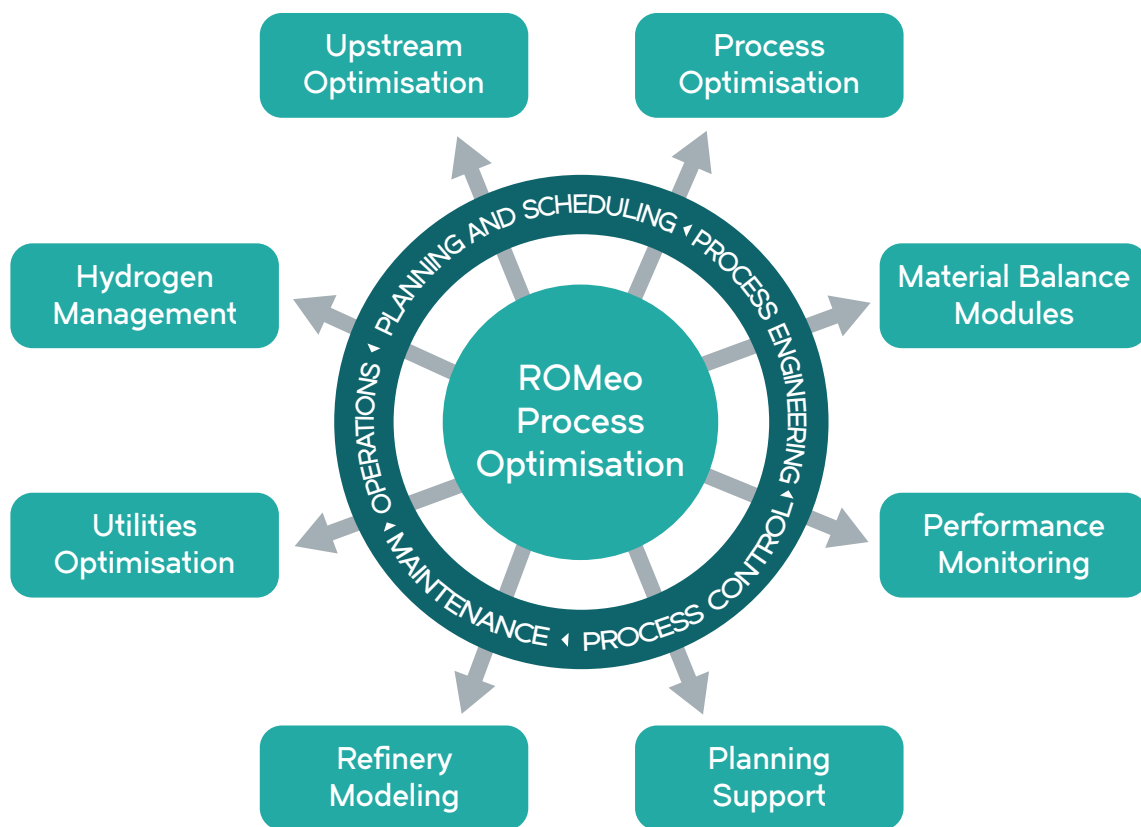 Upstream
Optimisation
Process
Optimisation
Hydrogen
Management
Material Balance
Modules
PLANNING AND SCHEDULING
PROCESS ENGINEERING
PROCESS CONTROL
MAINTENANCE
OPERATIONS
ROMeo
Process
Optimisation
Utilities
Optimisation
Performance
Monitoring
Refinery
Modeling
Planning
Support